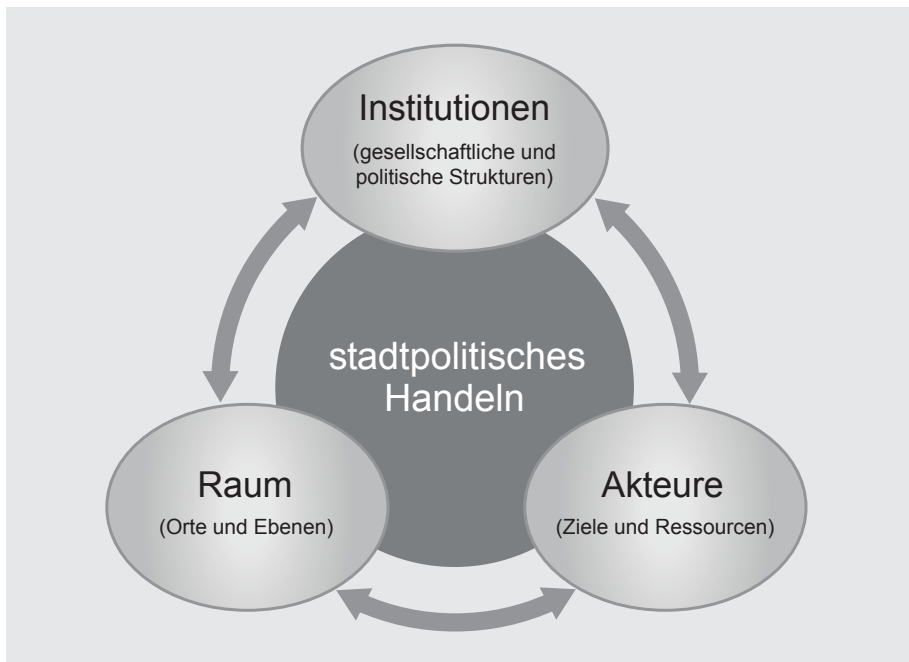 Institutionen
(gesellschaftliche und
politische Strukturen)
stadtpolitisches
Handeln
Raum
(Orte und Ebenen)
Akteure
(Ziele und Ressourcen)